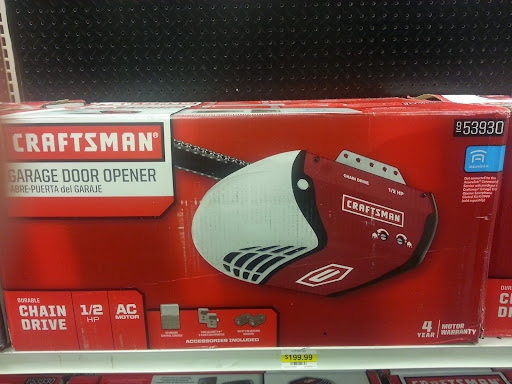 53930
CRAFTSMAN®
GARAGE DOOR OPENER
ABRE-PUERTA del GARAJE
CHAIN DRIVE
1/2 HP
CRAFTSMAN
DURABLE
CHAIN
DRIVE
1/2
HP
AC
MOTOR
ACCESSORIES INCLUDED
4
YEAR
MOTOR
WARRANTY
$199.99